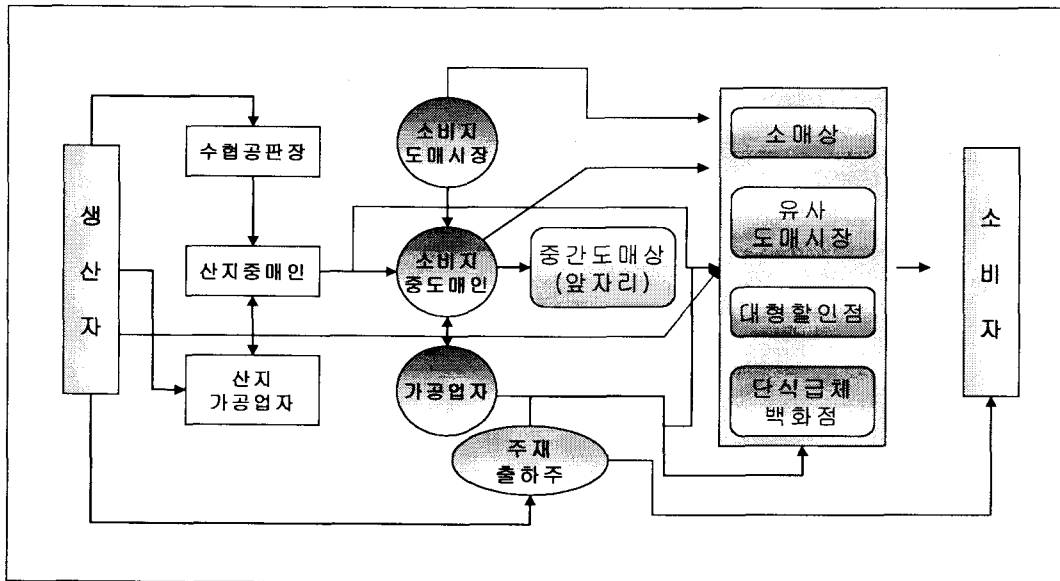 생
산
자
수협공판장
산지중매인
산지
가공업자
소비지
도매시장
소비지
중도매인
가공업자
주재
출하주
중간도매상
(앞자리)
소매상
유사
도매시장
대형할인점
단식급체
백화점
소
비
자